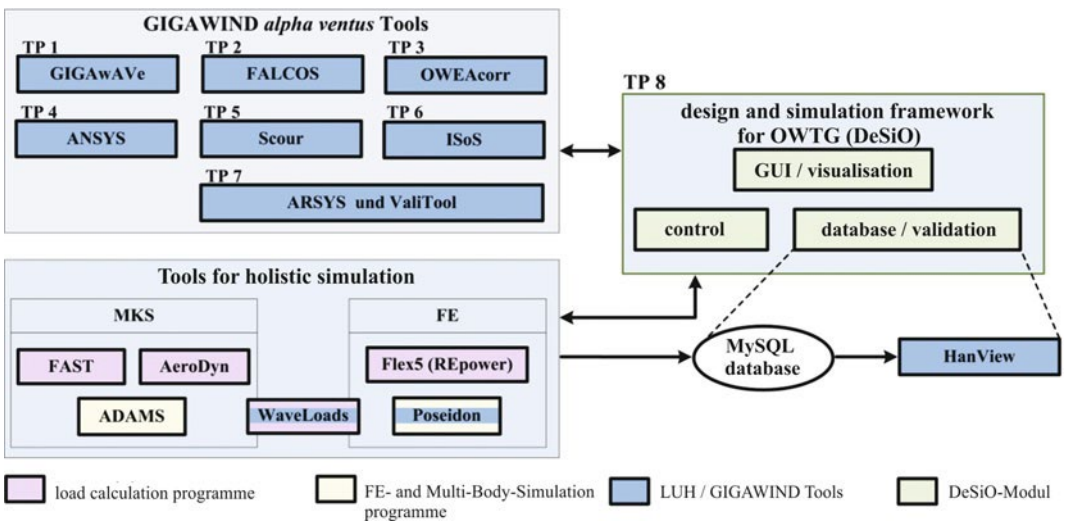 GIGAWIND alpha ventus Tools
TP 1
TP 2
TP 3
GIGAwAVe
FALCOS
OWEAcorr
TP 4
TP 5
TP 6
ANSYS
Scour
ISoS
TP 7
ARSYS und ValiTool
TP 8
design and simulation framework
for OWTG (DeSiO)
GUI / visualisation
control
database / validation
Tools for holistic simulation
MKS
FE
FAST
AeroDyn
Flex5 (REpower)
ADAMS
WaveLoads
Poseidon
MySQL
database
HanView
load calculation programme
FE- and Multi-Body-Simulation
programme
LUH / GIGAWIND Tools
DeSiO-Modul